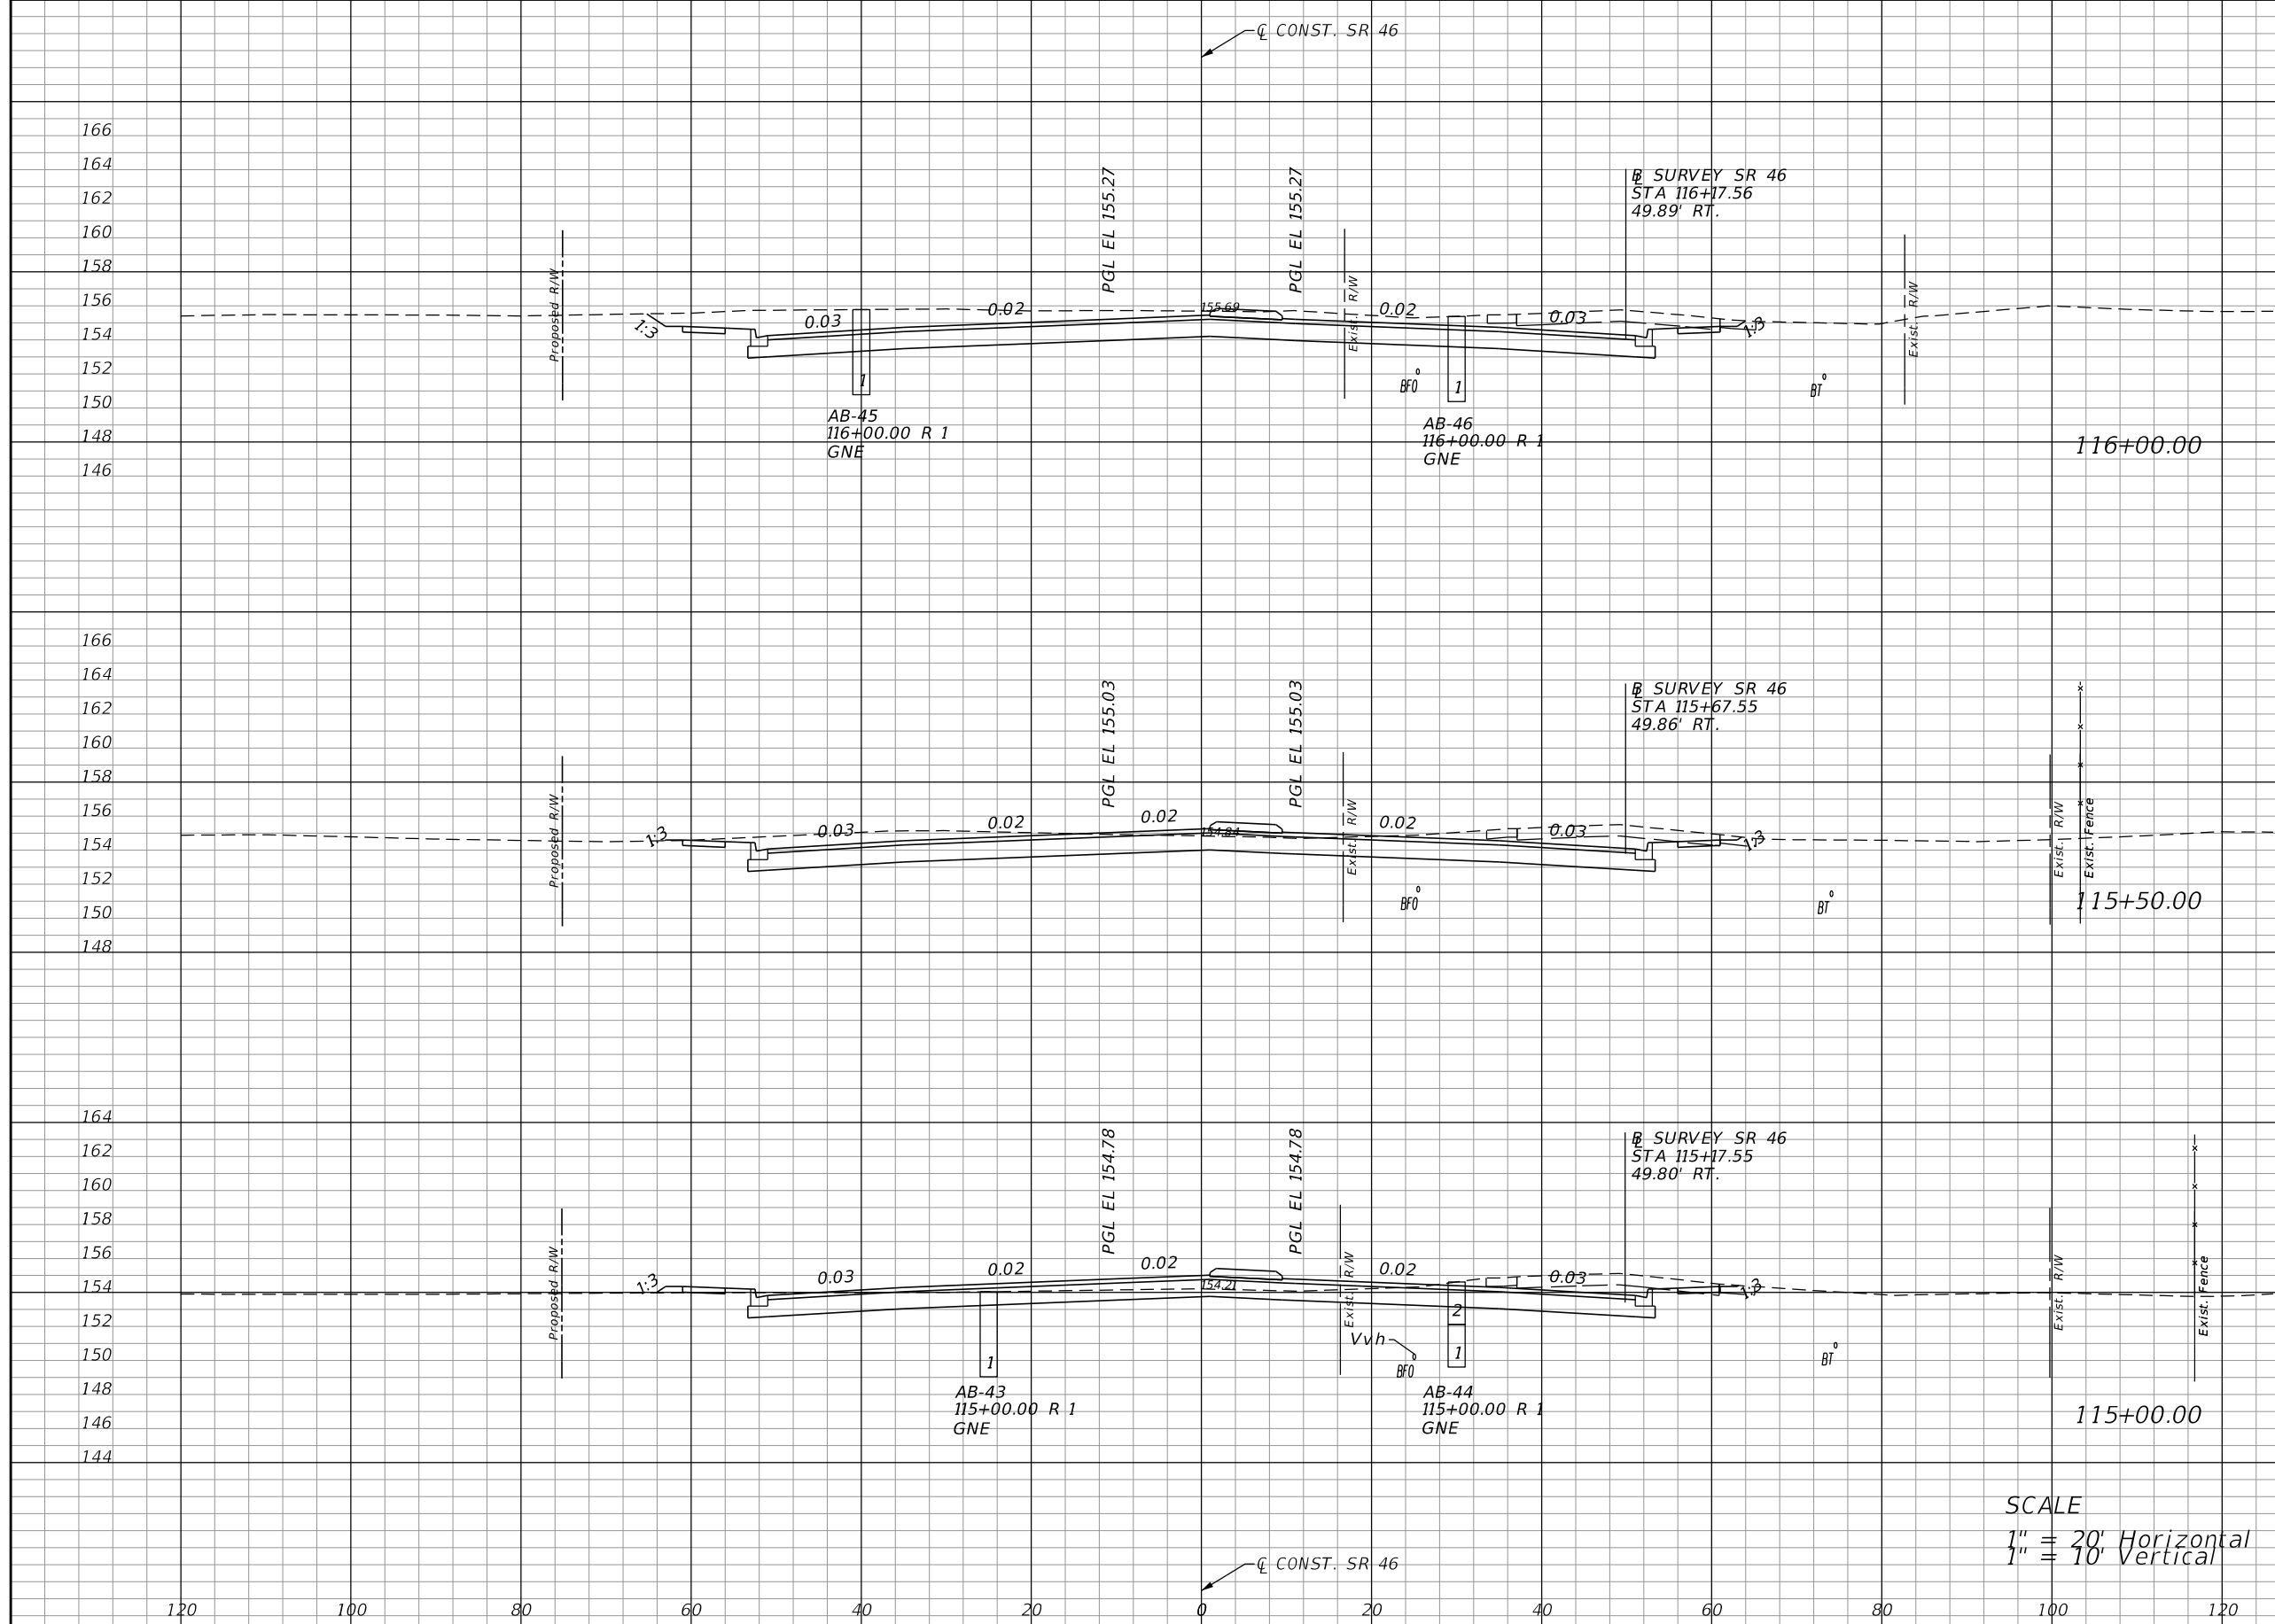 ℄ CONST. SR 46
166
164
162
160
158
156
154
152
150
148
146
Proposed R/W
1:3
0.03
0.02
PGL EL 155.27
155.69
PGL EL 155.27
Exist. R/W
0.02
0.03
1:3
Exist. R/W
BL SURVEY SR 46
STA 116+17.56
49.89' RT.
1
AB-45
116+00.00 R 1
GNE
BFO
1
AB-46
116+00.00 R 1
GNE
BT
116+00.00
166
164
162
160
158
156
154
152
150
148
Proposed R/W
1:3
0.03
0.02
0.02
PGL EL 155.03
154.84
PGL EL 155.03
Exist. R/W
0.02
0.03
1:3
BL SURVEY SR 46
STA 115+67.55
49.86' RT.
BFO
BT
Exist. R/W
Exist. Fence
115+50.00
164
162
160
158
156
154
152
150
148
146
144
Proposed R/W
1:3
0.03
0.02
0.02
PGL EL 154.78
154.21
PGL EL 154.78
Exist. R/W
0.02
0.03
1:3
BL SURVEY SR 46
STA 115+17.55
49.80' RT.
1
AB-43
115+00.00 R 1
GNE
Vvh
BFO
2
1
AB-44
115+00.00 R 1
GNE
BT
Exist. R/W
Exist. Fence
115+00.00
SCALE
1" = 20' Horizontal
1" = 10' Vertical
℄ CONST. SR 46
120 100 80 60 40 20 0 20 40 60 80 100 120